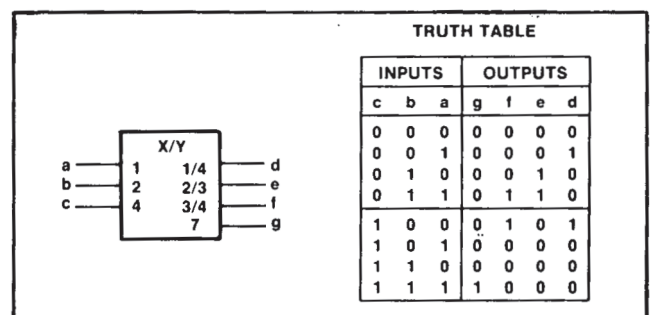 TRUTH TABLE
INPUTS OUTPUTS
c b a g f e d
0 0 0 0 0 0 0
0 0 1 0 0 0 1
0 1 0 0 0 1 0
0 1 1 0 1 1 0
1 0 0 0 1 0 1
1 0 1 0 0 0 0
1 1 0 0 0 0 0
1 1 1 1 0 0 0
X/Y
a 1 1/4 d
b 2 2/3 e
c 4 3/4 f
7 g